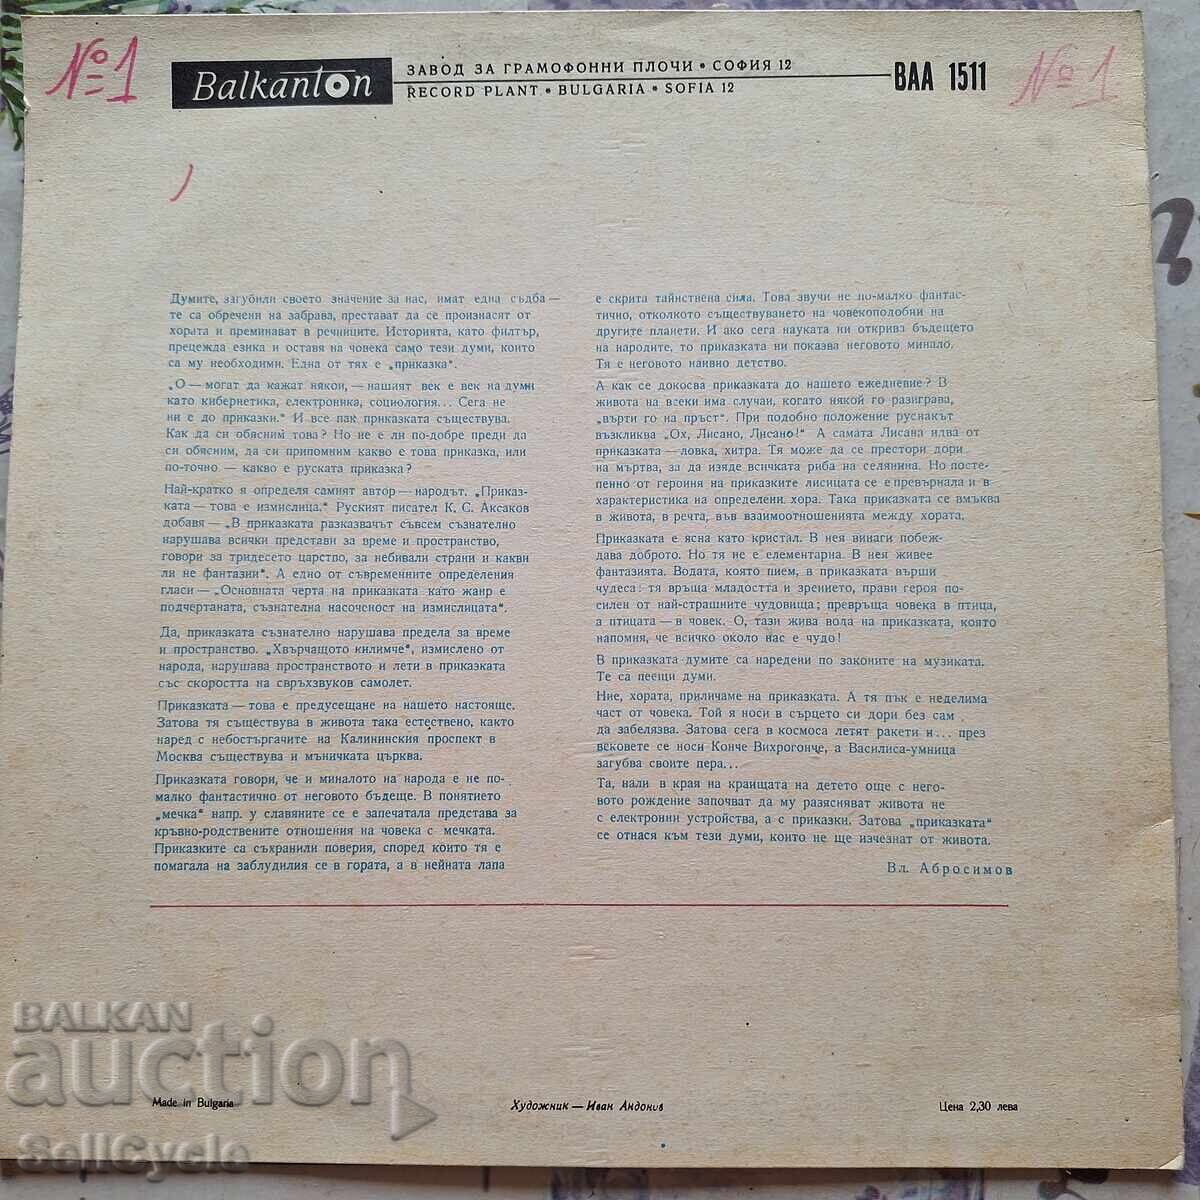 №1
Balkanton
ЗАВОД ЗА ГРАМОФОННИ ПЛОЧИ • СОФИЯ 12
RECORD PLANT • BULGARIA • SOFIA 12
ВАА 1511
№1
Думите, загубили своето значение за нас, имат една съдба —
те са обречени на забрава, престават да се произнасят от
хората и преминават в речниците. Историята, като филтър,
прецежда езика и оставя на човека само тези думи, които
са му необходими. Една от тях е „приказка“.
„О — могат да кажат някои, — нашият век е век на думи
като кибернетика, електроника, социология... Сега не
ни е до приказки.“ И все пак приказката съществува.
Как да си обясним това? Но не е ли по-добре преди да
си обясним, да си припомним какво е това приказка, или
по-точно — какво е руската приказка?
Най-кратко я определя самият автор — народът. „Приказ-
ката — това е измислица.“ Руският писател К. С. Аксаков
добавя — „В приказката разказвачът съвсем съзнателно
нарушава всички представи за време и пространство,
говори за тридесето царство, за небивали страни и какви
ли не фантазии“. А едно от съвременните определения
гласи — „Основната черта на приказката като жанр е
подчертаната, съзнателна насоченост на измислицата“.
Да, приказката съзнателно нарушава предела за време
и пространство. „Хвърчащото килимче“, измислено от
народа, нарушава пространството и лети в приказката
със скоростта на свръхзвуков самолет.
Приказката — това е предусещане на нашето настояще.
Затова тя съществува в живота така естествено, както
наред с небостъргачите на Калининския проспект в
Москва съществува и мъничката църква.
Приказката говори, че и миналото на народа е не по-
малко фантастично от неговото бъдеще. В понятието
„мечка“ напр. у славяните се е запечатала представа за
кръвно-родствените отношения на човека с мечката.
Приказките са съхранили поверия, според които тя е
помагала на заблудилия се в гората, а в нейната лапа
е скрита тайнствена сила. Това звучи не по-малко фантас-
тично, отколкото съществуването на човекоподобни на
другите планети. И ако сега науката ни открива бъдещето
на народите, то приказката ни показва неговото минало.
Тя е неговото наивно детство.
А как се докосва приказката до нашето ежедневие? В
живота на всеки има случаи, когато някой го разиграва,
„върти го на пръст“. При подобно положение руснакът
възкликва „Ох, Лисано, Лисано!“ А самата Лисана идва от
приказката — ловка, хитра. Тя може да се престори дори
на мъртва, за да изяде всичката риба на селянина. Но посте-
пенно от героиня на приказките лисицата се е превърнала и в
характеристика на определени хора. Така приказката се вмъква
в живота, в речта, във взаимоотношенията между хората.
Приказката е ясна като кристал. В нея винаги побеж-
дава доброто. Но тя не е елементарна. В нея живее
фантазията. Водата, която пием, в приказката върши
чудеса: тя връща младостта и зрението, прави героя по-
силен от най-страшните чудовища; превръща човека в птица,
а птицата — в човек. О, тази жива вода на приказката, която
напомня, че всичко около нас е чудо!
В приказката думите са наредени по законите на музиката.
Те са пеещи думи.
Ние, хората, приличаме на приказката. А тя пък е неделима
част от човека. Той я носи в сърцето си дори без сам
да забелязва. Затова сега в космоса летят ракети и... през
вековете се носи Конче Вихрогонче, а Василиса-умница
загубва своите пера...
Та, нали в края на краищата на детето още с него-
вото рождение започват да му разясняват живота не
с електронни устройства, а с приказки. Затова „приказката“
се отнася към тези думи, които не ще изчезнат от живота.
Вл. Абросимов
Made in Bulgaria
Художник — Иван Андонов
Цена 2,30 лева
BALKAN
auction
SellCycle